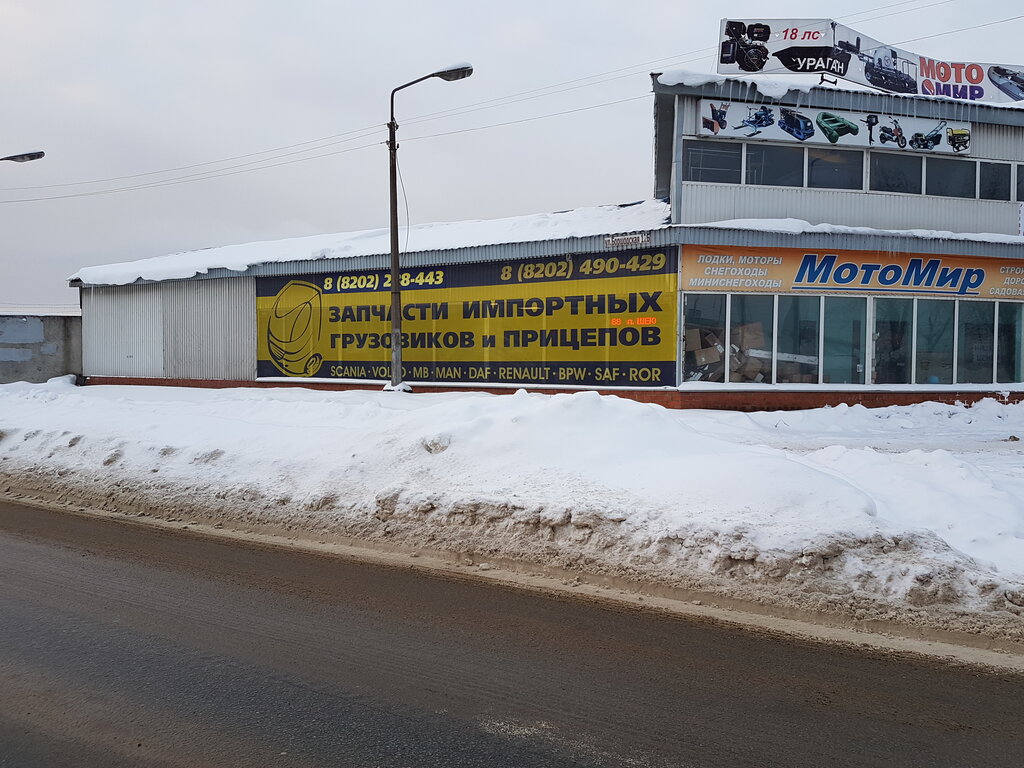 18 лс
УРАГАН
МОТО
МИР
8 (8202) 490-429
ЗАПЧАСТИ ИМПОРТНЫХ
ГРУЗОВИКОВ и ПРИЦЕПОВ
SCANIA · VOLVO · MB · MAN · DAF · RENAULT · BPW · SAF · ROR
ЛОДКИ, МОТОРЫ
СНЕГОХОДЫ
МИНИСНЕГОХОДЫ
МотоМир